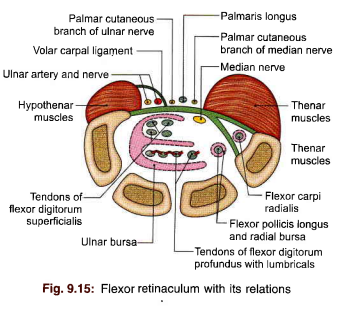 Palmar cutaneous
branch of ulnar nerve
Volar carpal ligament
Ulnar artery and nerve
Hypothenar
muscles
Tendons of
flexor digitorum
superficialis
Ulnar bursa
Palmaris longus
Palmar cutaneous
branch of median nerve
Median nerve
Thenar
muscles
Thenar
muscles
Flexor carpi
radialis
Flexor pollicis longus
and radial bursa
Tendons of flexor digitorum
profundus with lumbricals
Fig. 9.15: Flexor retinaculum with its relations